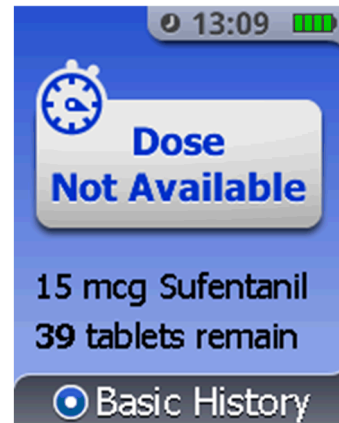 13:09
Dose
Not Available
15 mcg Sufentanil
39 tablets remain
Basic History